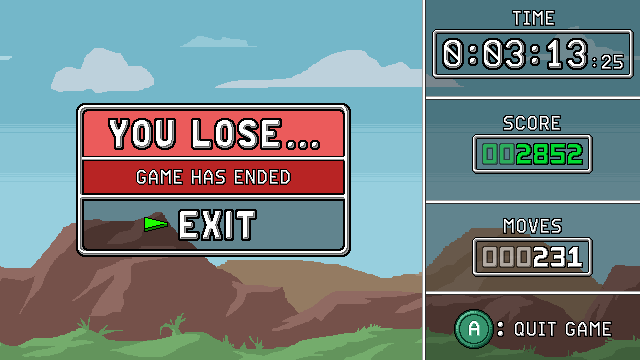 YOU LOSE...
GAME HAS ENDED
EXIT
TIME
0:03:13:25
SCORE
002852
MOVES
000231
A : QUIT GAME